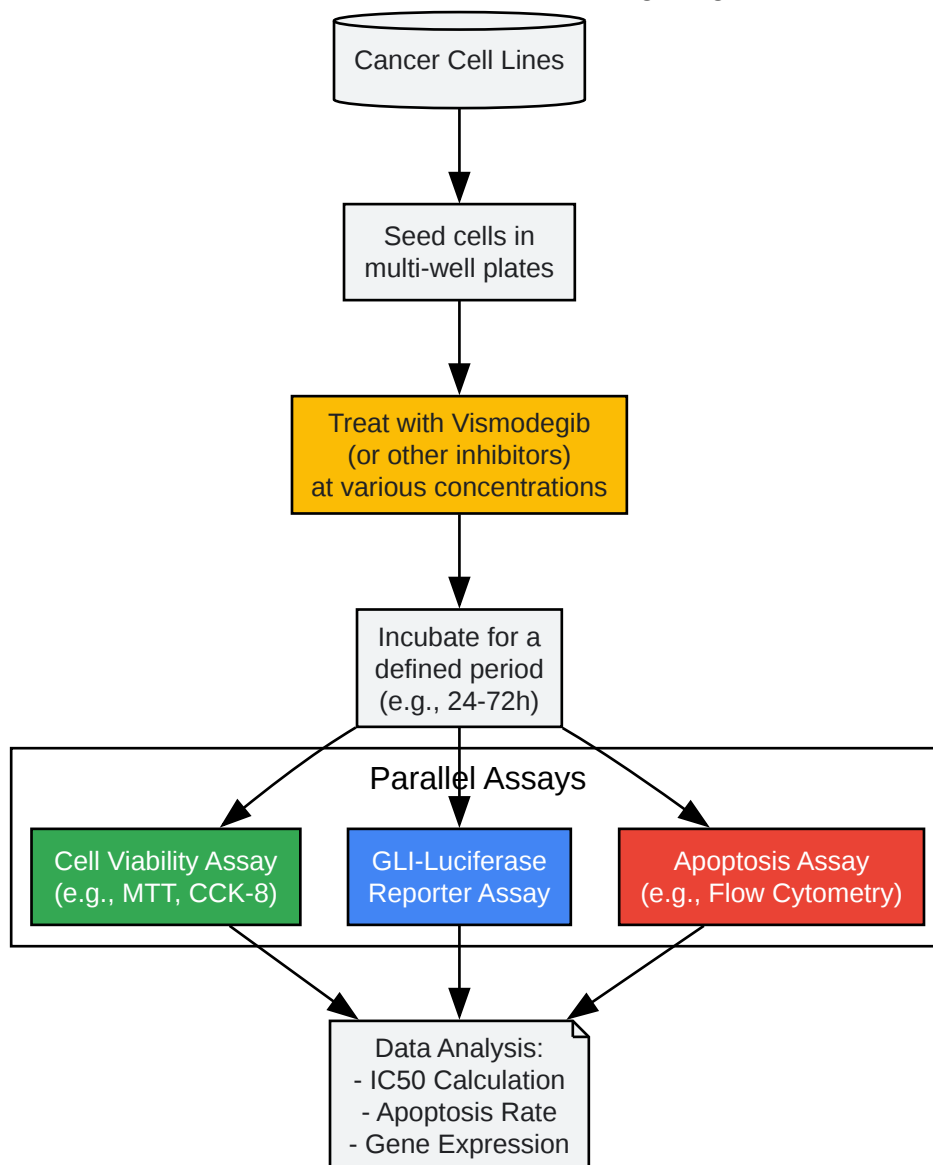 Cancer Cell Lines
Seed cells in
multi-well plates
Treat with Vismodegib
(or other inhibitors)
at various concentrations
Incubate for a
defined period
(e.g., 24-72h)
Parallel Assays
Cell Viability Assay
(e.g., MTT, CCK-8)
GLI-Luciferase
Reporter Assay
Apoptosis Assay
(e.g., Flow Cytometry)
Data Analysis:
- IC50 Calculation
- Apoptosis Rate
- Gene Expression